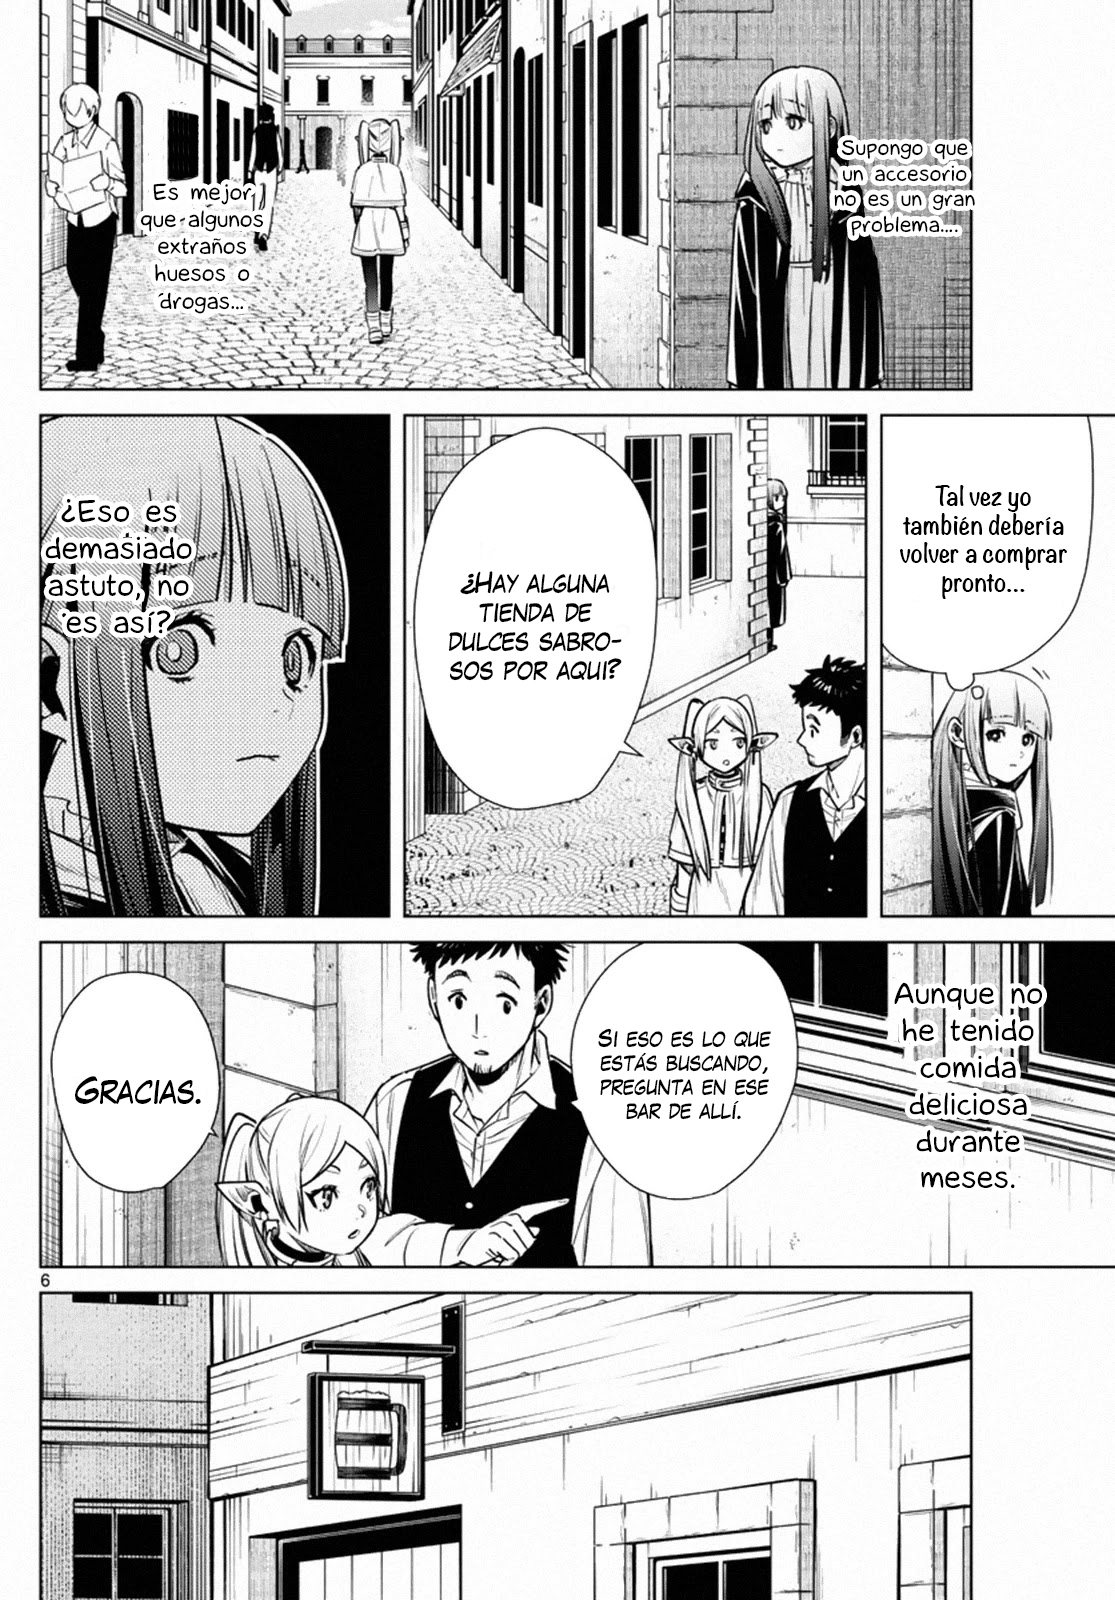 Supongo que
un accesorio
no es un gran
problema....
Es mejor
que algunos
extraños
huesos o
drogas...
Tal vez yo
también debería
volver a comprar
pronto...
¿Hay alguna
tienda de
dulces sabro-
sos por aqui?
¿Eso es
demasiado
astuto, no
es así?
Aunque no
he tenido
comida
deliciosa
durante
meses.
Si eso es lo que
estás buscando,
pregunta en ese
bar de allí.
Gracias.
6